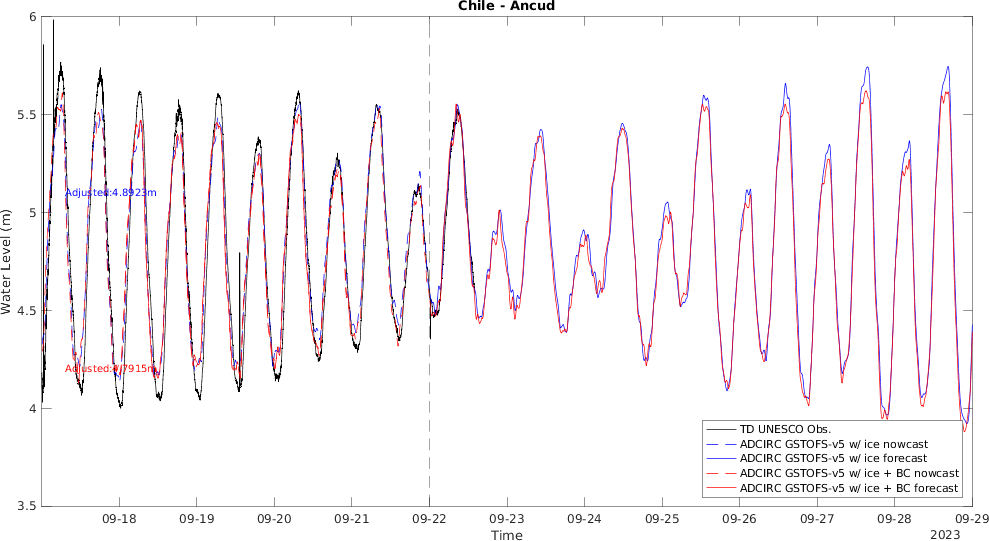 Chile - Ancud
6
5.5
5
4.5
4
3.5
Water Level (m)
Adjusted:4.8923m
Adjusted:4.7915m
TD UNESCO Obs.
ADCIRC GSTOFS-v5 w/ ice nowcast
ADCIRC GSTOFS-v5 w/ ice forecast
ADCIRC GSTOFS-v5 w/ ice + BC nowcast
ADCIRC GSTOFS-v5 w/ ice + BC forecast
09-18 09-19 09-20 09-21 09-22 09-23 09-24 09-25 09-26 09-27 09-28 09-29
Time
2023